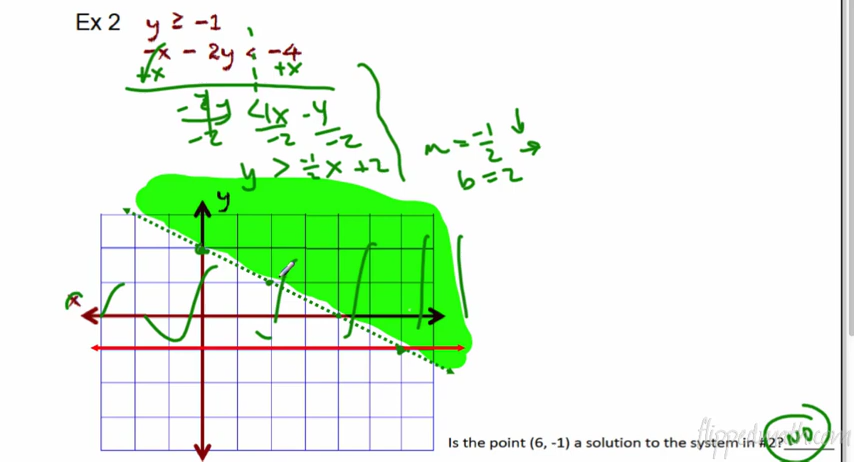 Ex 2 y ≥ -1
-x - 2y < -4
+x +x
-2y < 1x - 4
-2 -2 -2
y > -1/2 x + 2
m = -1/2 ↓ →
b = 2
y
x
Is the point (6, -1) a solution to the system in #2? NO